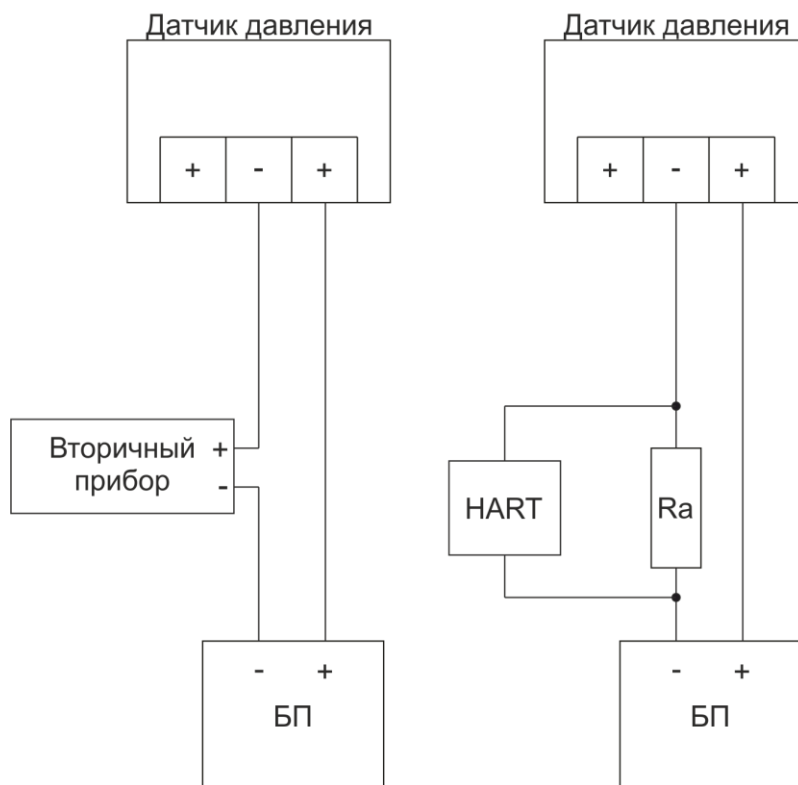 Датчик давления
+ - +
Вторичный +
прибор -
- +
БП
Датчик давления
+ - +
HART
Ra
- +
БП